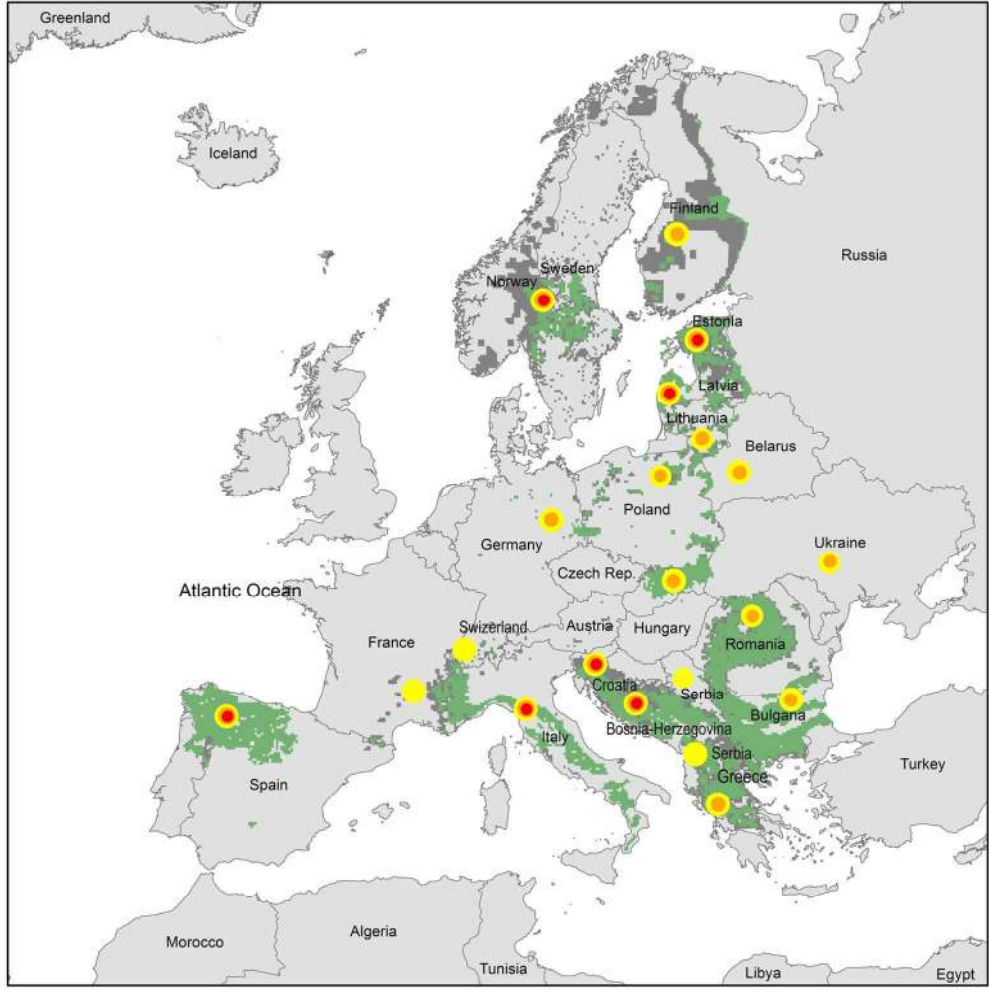 Greenland
Iceland
Finland
Russia
Sweden
Norway
Estonia
Latvia
Lithuania
Belarus
Poland
Germany
Ukraine
Czech Rep.
Atlantic Ocean
Swizerland
Austria
Hungary
France
Romania
Croatia
Serbia
Bulgaria
Bosnia-Herzegovina
Italy
Serbia
Turkey
Greece
Spain
Algeria
Morocco
Tunisia
Libya
Egypt